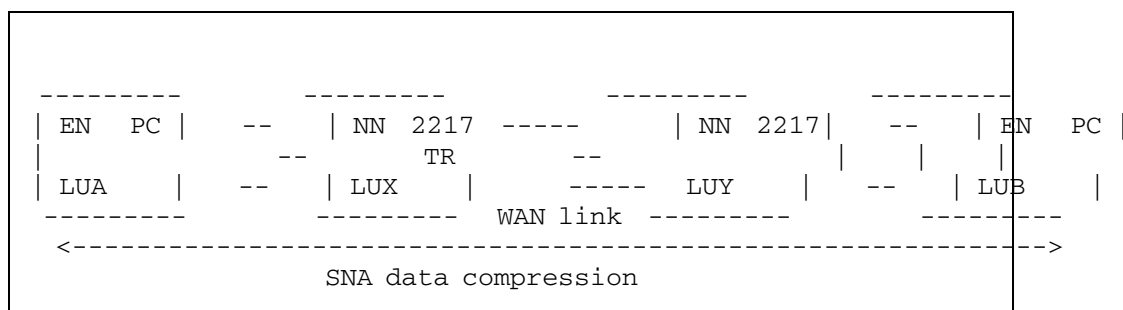 --------- --------- --------- ---------
| EN PC | -- | NN 2217 ----- | NN 2217| -- | EN PC |
| -- TR -- | | |
| LUA | -- | LUX | ----- LUY | -- | LUB |
--------- --------- WAN link --------- ---------
<------------------------------------------------------------->
SNA data compression